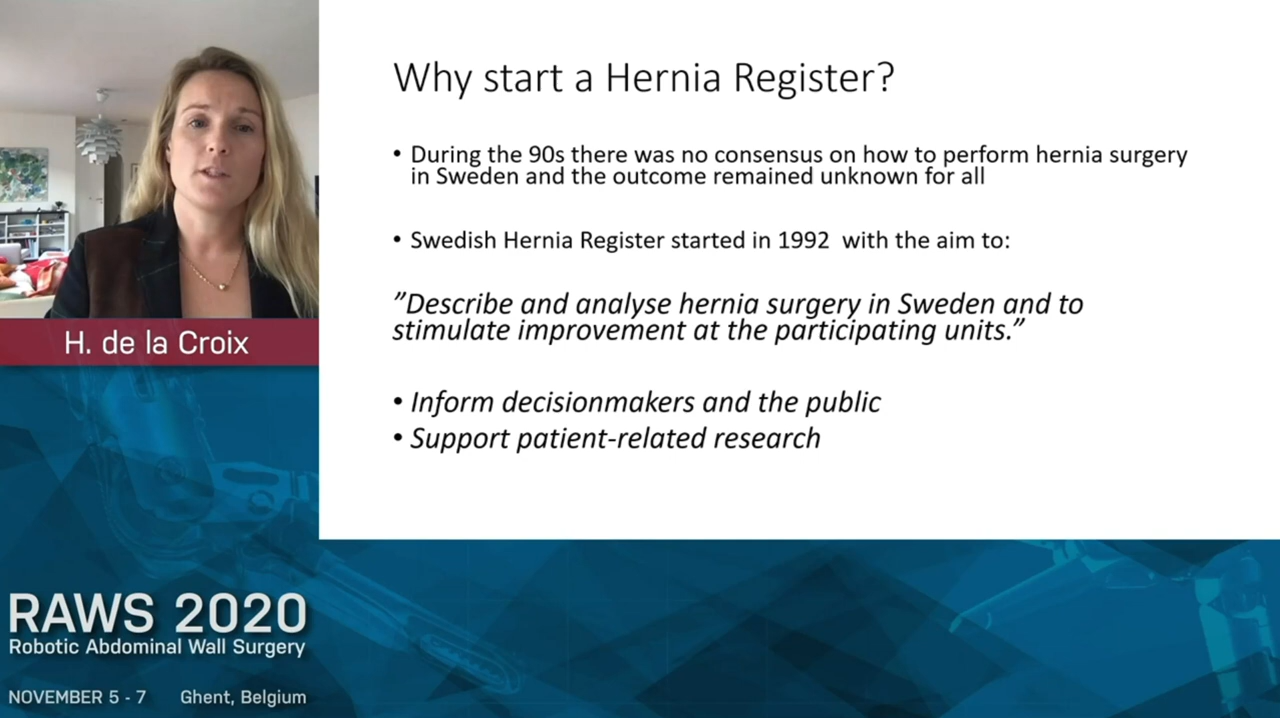 Why start a Hernia Register?
• During the 90s there was no consensus on how to perform hernia surgery
in Sweden and the outcome remained unknown for all
• Swedish Hernia Register started in 1992  with the aim to:
”Describe and analyse hernia surgery in Sweden and to
stimulate improvement at the participating units.”
• Inform decisionmakers and the public
• Support patient-related research
H. de la Croix
RAWS 2020
Robotic Abdominal Wall Surgery
NOVEMBER 5 - 7 Ghent, Belgium